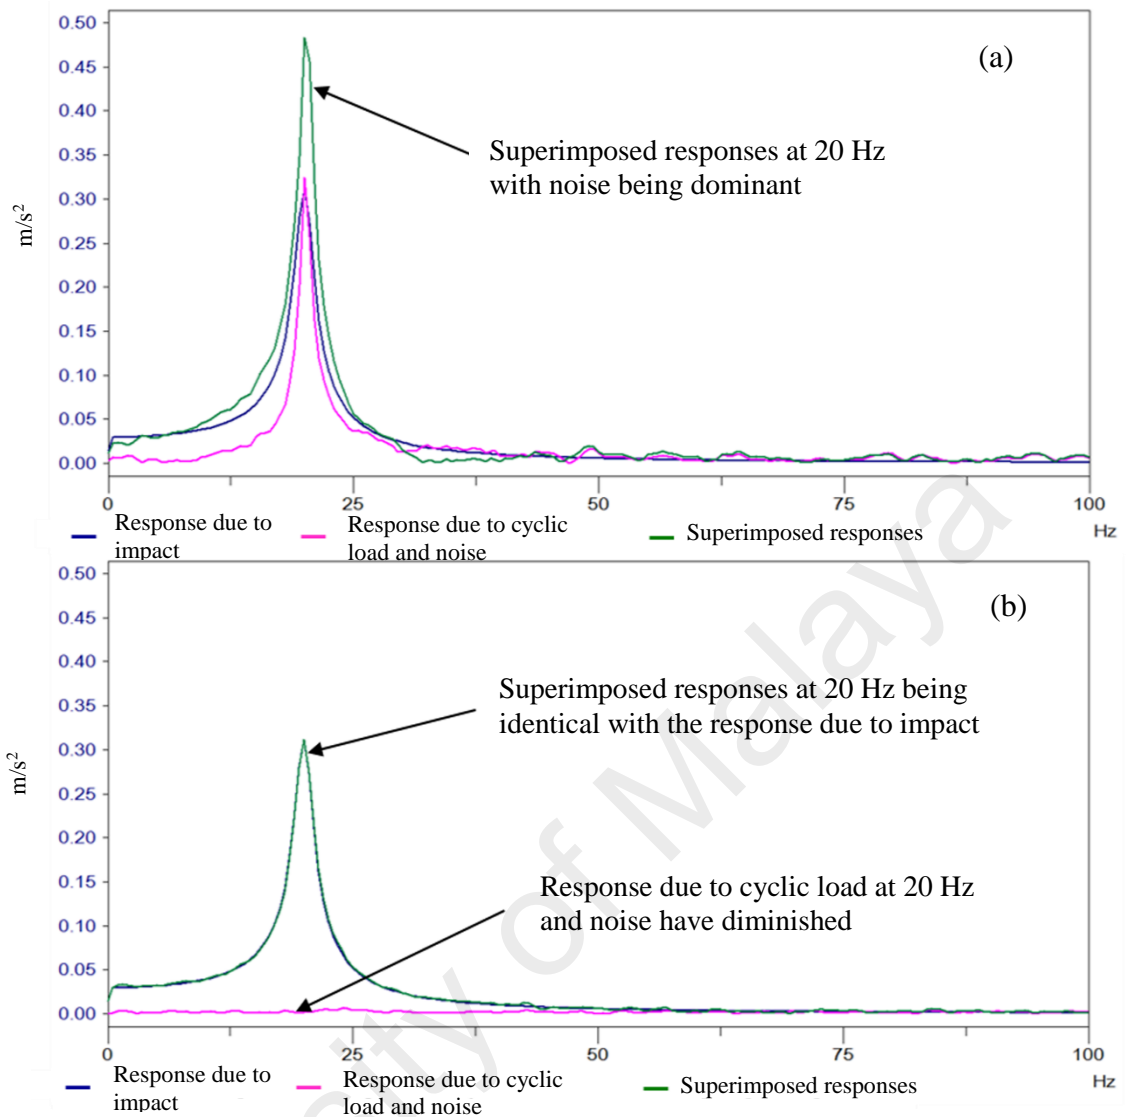 0.50
(a)
0.45
0.40
0.35
Superimposed responses at 20 Hz
with noise being dominant
0.30
0.25
0.20
0.15
0.10
0.05
0.00
m/s²
0 25 50 75 100
Hz
Response due to
impact
Response due to cyclic
load and noise
Superimposed responses
0.50
(b)
0.45
0.40
0.35
Superimposed responses at 20 Hz being
identical with the response due to impact
0.30
0.25
0.20
0.15
Response due to cyclic load at 20 Hz
and noise have diminished
0.10
0.05
0.00
m/s²
0 25 50 75 100
Hz
Response due to
impact
Response due to cyclic
load and noise
Superimposed responses
of Malaya